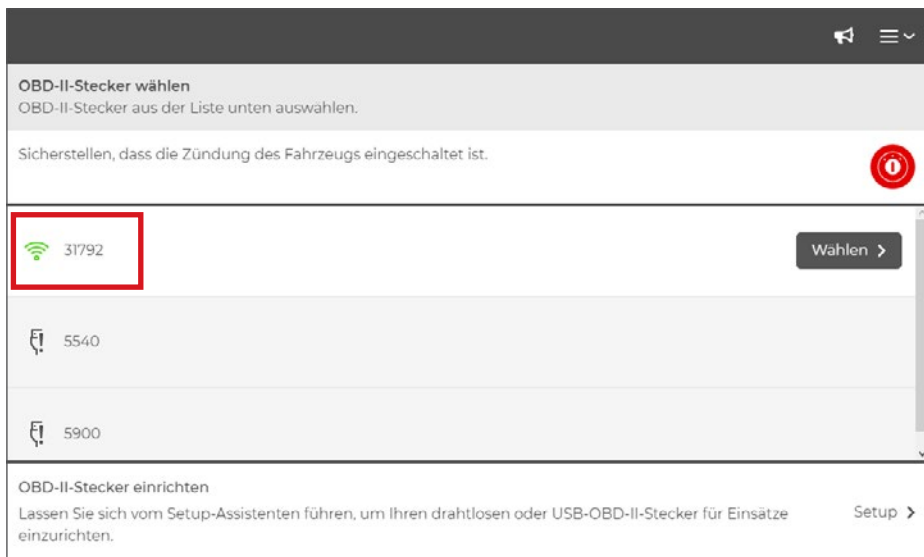 OBD-II-Stecker wählen
OBD-II-Stecker aus der Liste unten auswählen.
Sicherstellen, dass die Zündung des Fahrzeugs eingeschaltet ist.
31792
Wählen
5540
5900
OBD-II-Stecker einrichten
Lassen Sie sich vom Setup-Assistenten führen, um Ihren drahtlosen oder USB-OBD-II-Stecker für Einsätze
einzurichten.
Setup